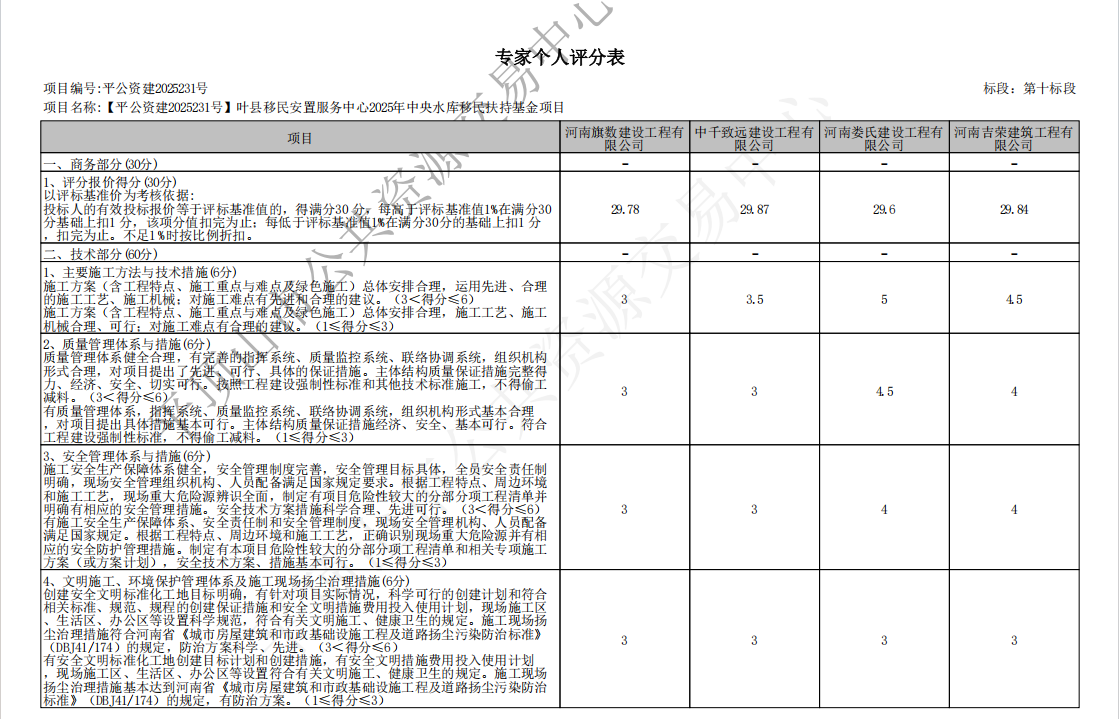 专家个人评分表
项目编号:平公资建2025231号
标段：第十标段
项目名称:【平公资建2025231号】叶县移民安置服务中心2025年中央水库移民扶持基金项目
项目
河南旗数建设工程有限公司
中千致远建设工程有限公司
河南娄氏建设工程有限公司
河南吉荣建筑工程有限公司
一、商务部分(30分)
- - - -
1、评分报价得分(30分)
以评标基准价为考核依据:
投标人的有效投标报价等于评标基准值的，得满分30 分，每高于评标基准值1%在满分30
分基础上扣1 分，该项分值扣完为止；每低于评标基准值1%在满分30分的基础上扣1 分
，扣完为止。不足1%时按比例折扣。
29.78 29.87 29.6 29.84
二、技术部分(60分)
- - - -
1、主要施工方法与技术措施(6分)
施工方案（含工程特点、施工重点与难点及绿色施工）总体安排合理，运用先进、合理
的施工工艺、施工机械；对施工难点有先进和合理的建议。（3＜得分≤6）
施工方案（含工程特点、施工重点与难点及绿色施工）总体安排合理，施工工艺、施工
机械合理、可行；对施工难点有合理的建议。（1≤得分≤3）
3 3.5 5 4.5
2、质量管理体系与措施(6分)
质量管理体系健全合理，有完善的指挥系统、质量监控系统、联络协调系统，组织机构
形式合理，对项目提出了先进、可行、具体的保证措施。主体结构质量保证措施完整得
力、经济、安全、切实可行。按照工程建设强制性标准和其他技术标准施工，不得偷工
减料。（3＜得分≤6）
有质量管理体系，指挥系统、质量监控系统、联络协调系统，组织机构形式基本合理
，对项目提出具体措施基本可行。主体结构质量保证措施经济、安全、基本可行。符合
工程建设强制性标准，不得偷工减料。（1≤得分≤3）
3 3 4.5 4
3、安全管理体系与措施(6分)
施工安全生产保障体系健全，安全管理制度完善，安全管理目标具体，全员安全责任制
明确，现场安全管理组织机构、人员配备满足国家规定要求。根据工程特点、周边环境
和施工工艺，现场重大危险源辨识全面，制定有项目危险性较大的分部分项工程清单并
明确有相应的安全管理措施。安全技术方案措施科学合理、先进可行。（3＜得分≤6）
有施工安全生产保障体系、安全责任制和安全管理制度，现场安全管理机构、人员配备
满足国家规定。根据工程特点、周边环境和施工工艺，正确识别现场重大危险源并有相
应的安全防护管理措施。制定有本项目危险性较大的分部分项工程清单和相关专项施工
方案（或方案计划），安全技术方案、措施基本可行。（1≤得分≤3）
3 3 4 4
4、文明施工、环境保护管理体系及施工现场扬尘治理措施(6分)
创建安全文明标准化工地目标明确，有针对项目实际情况，科学可行的创建计划和符合
相关标准、规范、规程的创建保证措施和安全文明措施费用投入使用计划，现场施工区
、生活区、办公区等设置科学规范，符合有关文明施工、健康卫生的规定。施工现场扬
尘治理措施符合河南省《城市房屋建筑和市政基础设施工程及道路扬尘污染防治标准》
（DBJ41/174）的规定，防治方案科学、先进。（3＜得分≤6）
有安全文明标准化工地创建目标计划和创建措施，有安全文明措施费用投入使用计划
，现场施工区、生活区、办公区等设置符合有关文明施工、健康卫生的规定。施工现场
扬尘治理措施基本达到河南省《城市房屋建筑和市政基础设施工程及道路扬尘污染防治
标准》（DBJ41/174）的规定，有防治方案。（1≤得分≤3）
3 3 3 3
平顶山市公共资源交易中心
公共资源交易中心